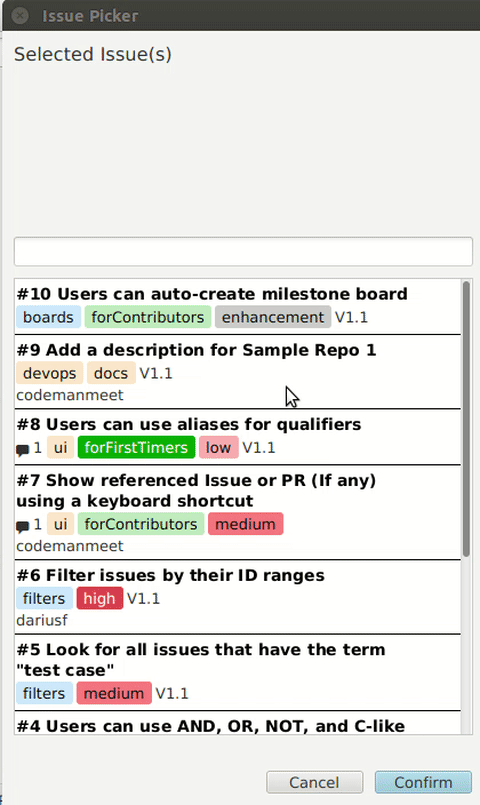 Issue Picker
Selected Issue(s)
#10 Users can auto-create milestone board
boards forContributors enhancement V1.1
#9 Add a description for Sample Repo 1
devops docs V1.1
codemanmeet
#8 Users can use aliases for qualifiers
1 ui forFirstTimers low V1.1
#7 Show referenced Issue or PR (If any)
using a keyboard shortcut
1 ui forContributors medium
codemanmeet
#6 Filter issues by their ID ranges
filters high V1.1
dariusf
#5 Look for all issues that have the term
"test case"
filters medium V1.1
#4 Users can use AND, OR, NOT, and C-like
Cancel Confirm